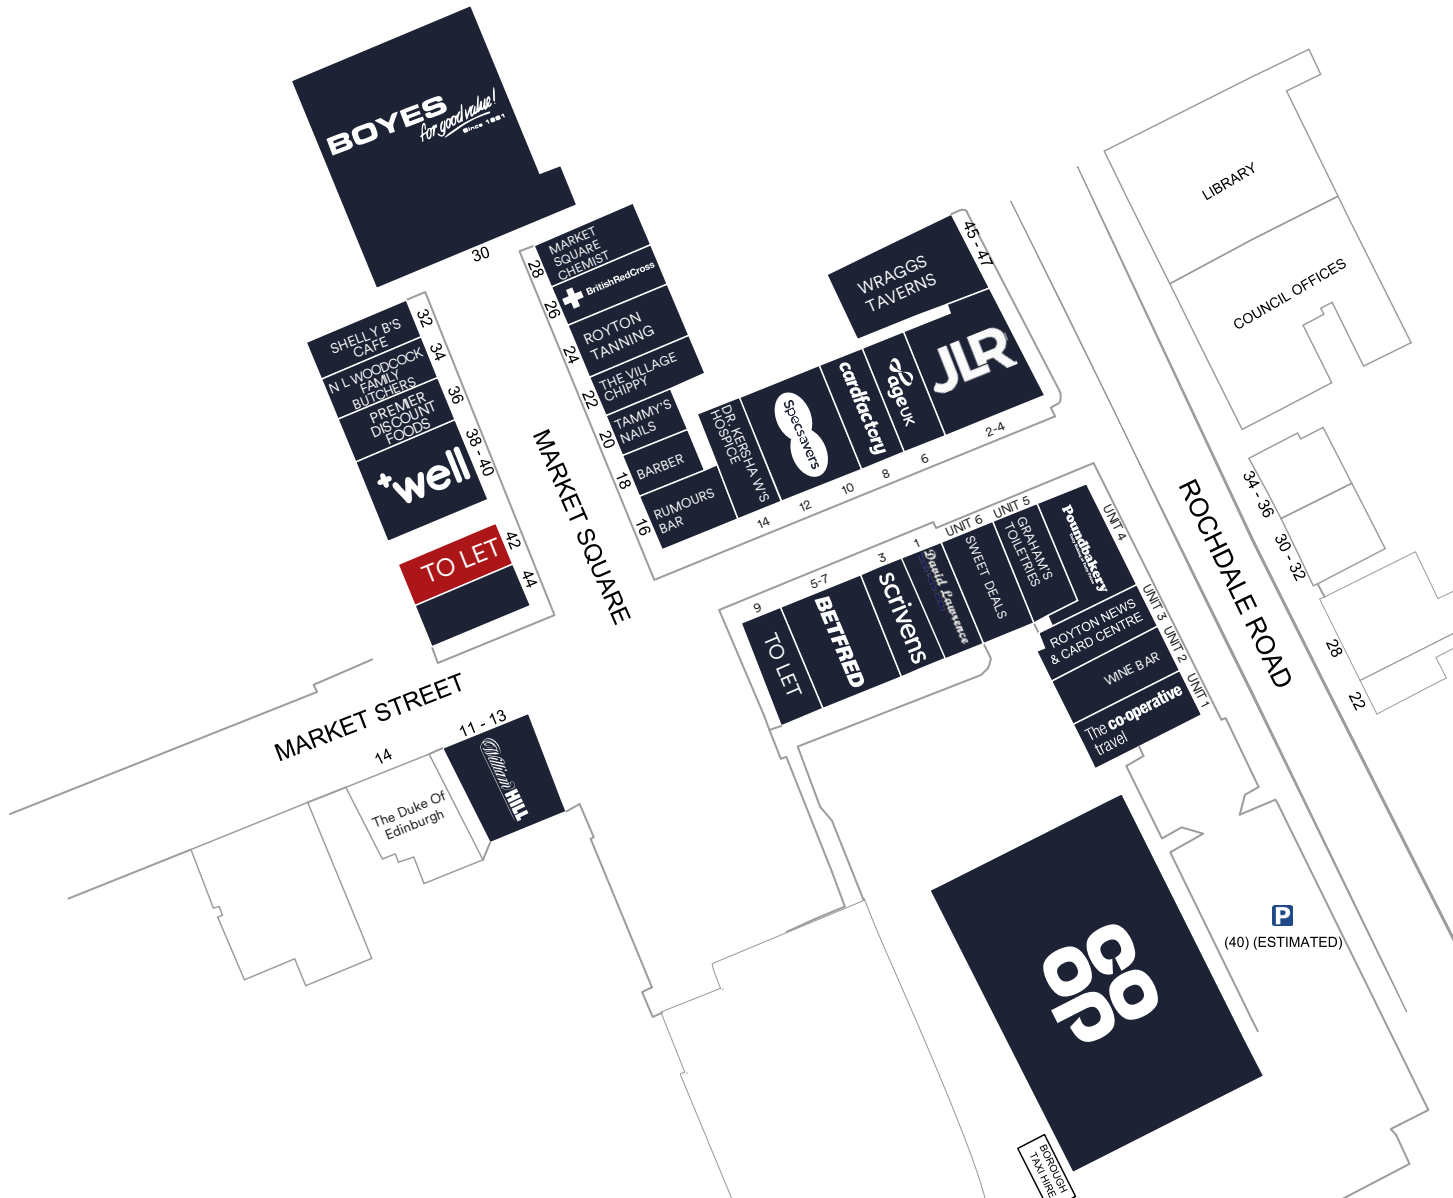 BOYES
for good value!
Since 1881
30
MARKET
SQUARE
CHEMIST
28
BritishRedCross
26
ROYTON
TANNING
24
THE VILLAGE
CHIPPY
22
TAMMY'S
NAILS
20
BARBER
18
RUMOURS
BAR
16
SHELLY B'S
CAFE
32
N L WOODCOCK
FAMILY
BUTCHERS
34
PREMIER
DISCOUNT
FOODS
36
well
38 - 40
TO LET
42
44
MARKET SQUARE
DR. KERSHAW'S
HOSPICE
14
Specsavers
12
10
cardfactory
8
ageUK
6
JLR
2-4
WRAGGS
TAVERNS
45 - 47
LIBRARY
COUNCIL OFFICES
34 - 36
30 - 32
28
22
ROCHDALE ROAD
9
TO LET
5-7
BETFRED
3
scrivens
1
David Lawrence
UNIT 6
SWEET DEALS
UNIT 5
GRAHAM'S
TOILETRIES
Poundbakery
UNIT 4
ROYTON NEWS
& CARD CENTRE
UNIT 3
WINE BAR
UNIT 2
The co-operative
travel
UNIT 1
MARKET STREET
14
The Duke Of
Edinburgh
11 - 13
William
HILL
CO
OP
P
(40) (ESTIMATED)
BOROUGH
TAXI HIRE